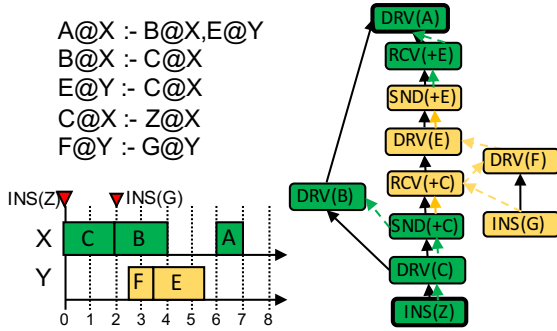 A@X :- B@X,E@Y
B@X :- C@X
E@Y :- C@X
C@X :- Z@X
F@Y :- G@Y
INS(Z)
INS(G)
X
C
B
A
Y
F
E
0 1 2 3 4 5 6 7 8
DRV(A)
RCV(+E)
SND(+E)
DRV(E)
DRV(F)
RCV(+C)
DRV(B)
SND(+C)
INS(G)
DRV(C)
INS(Z)